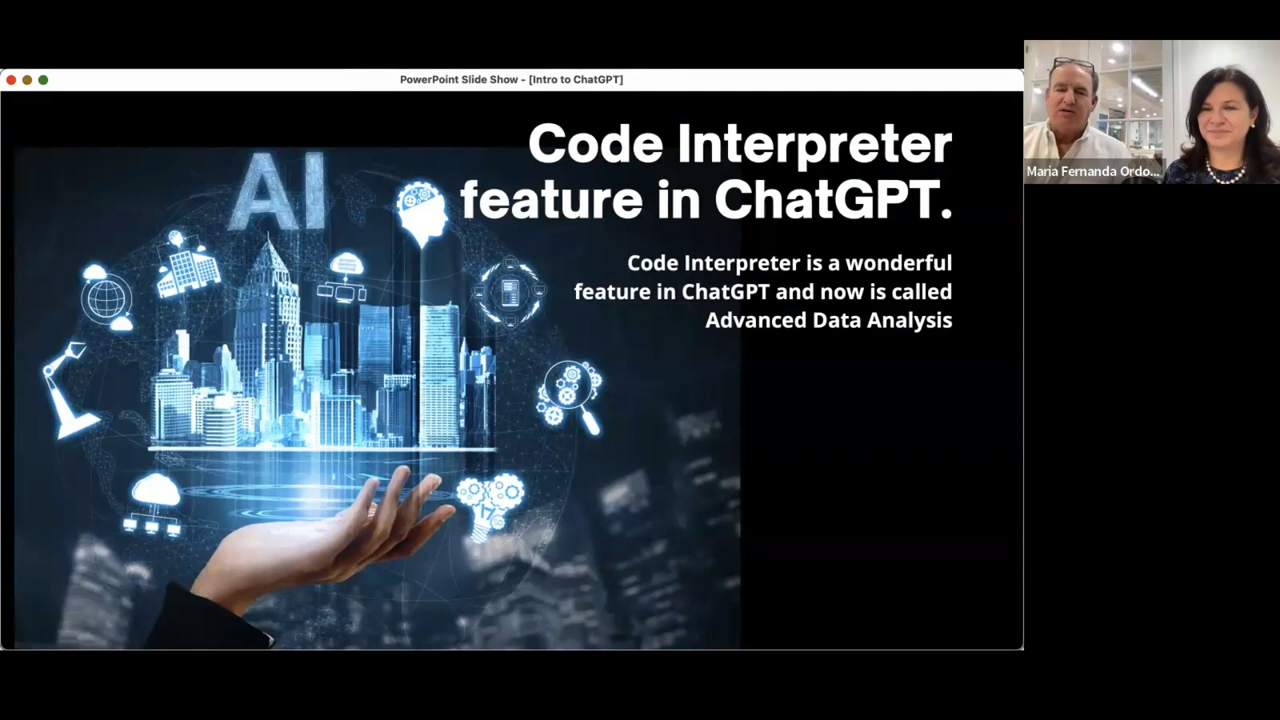 PowerPoint Slide Show - [Intro to ChatGPT]
Code Interpreter
feature in ChatGPT.
Code Interpreter is a wonderful
feature in ChatGPT and now is called
Advanced Data Analysis
AI
Maria Fernanda Ordo...